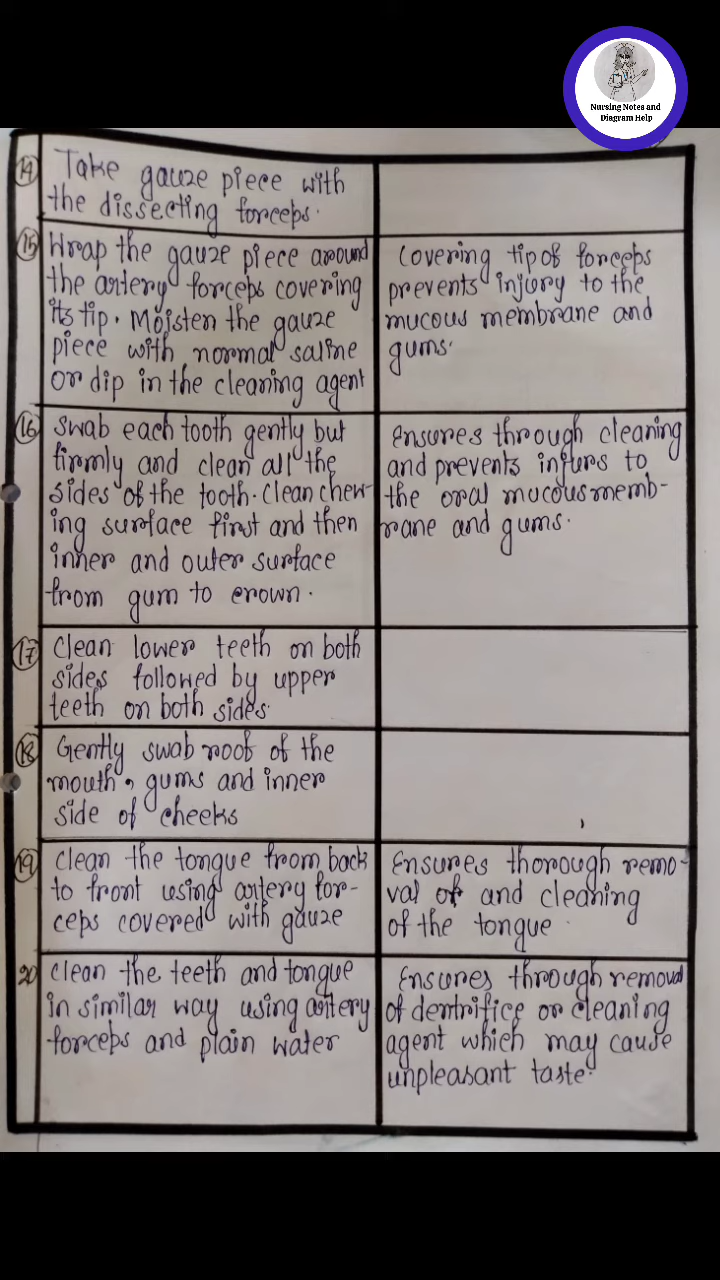 Nursing Notes and
Diagram Help
14 Take gauze piece with
the dissecting forceps.
15 Wrap the gauze piece around
the artery forceps covering
its tip. Moisten the gauze
piece with normal saline
or dip in the cleaning agent
Covering tip of forceps
prevents injury to the
mucous membrane and
gums.
16 Swab each tooth gently but
firmly and clean all the
sides of the tooth. Clean chew-
ing surface first and then
inner and outer surface
from gum to crown.
Ensures through cleaning
and prevents injurs to
the oral mucous memb-
rane and gums.
17 Clean lower teeth on both
sides followed by upper
teeth on both sides.
18 Gently swab roof of the
mouth, gums and inner
side of cheeks
19 Clean the tongue from back
to front using artery for-
ceps covered with gauze
Ensures thorough remo-
val of and cleaning
of the tongue.
20 Clean the teeth and tongue
in similar way using artery
forceps and plain water
Ensures through removal
of dentrifice or cleaning
agent which may cause
unpleasant taste.